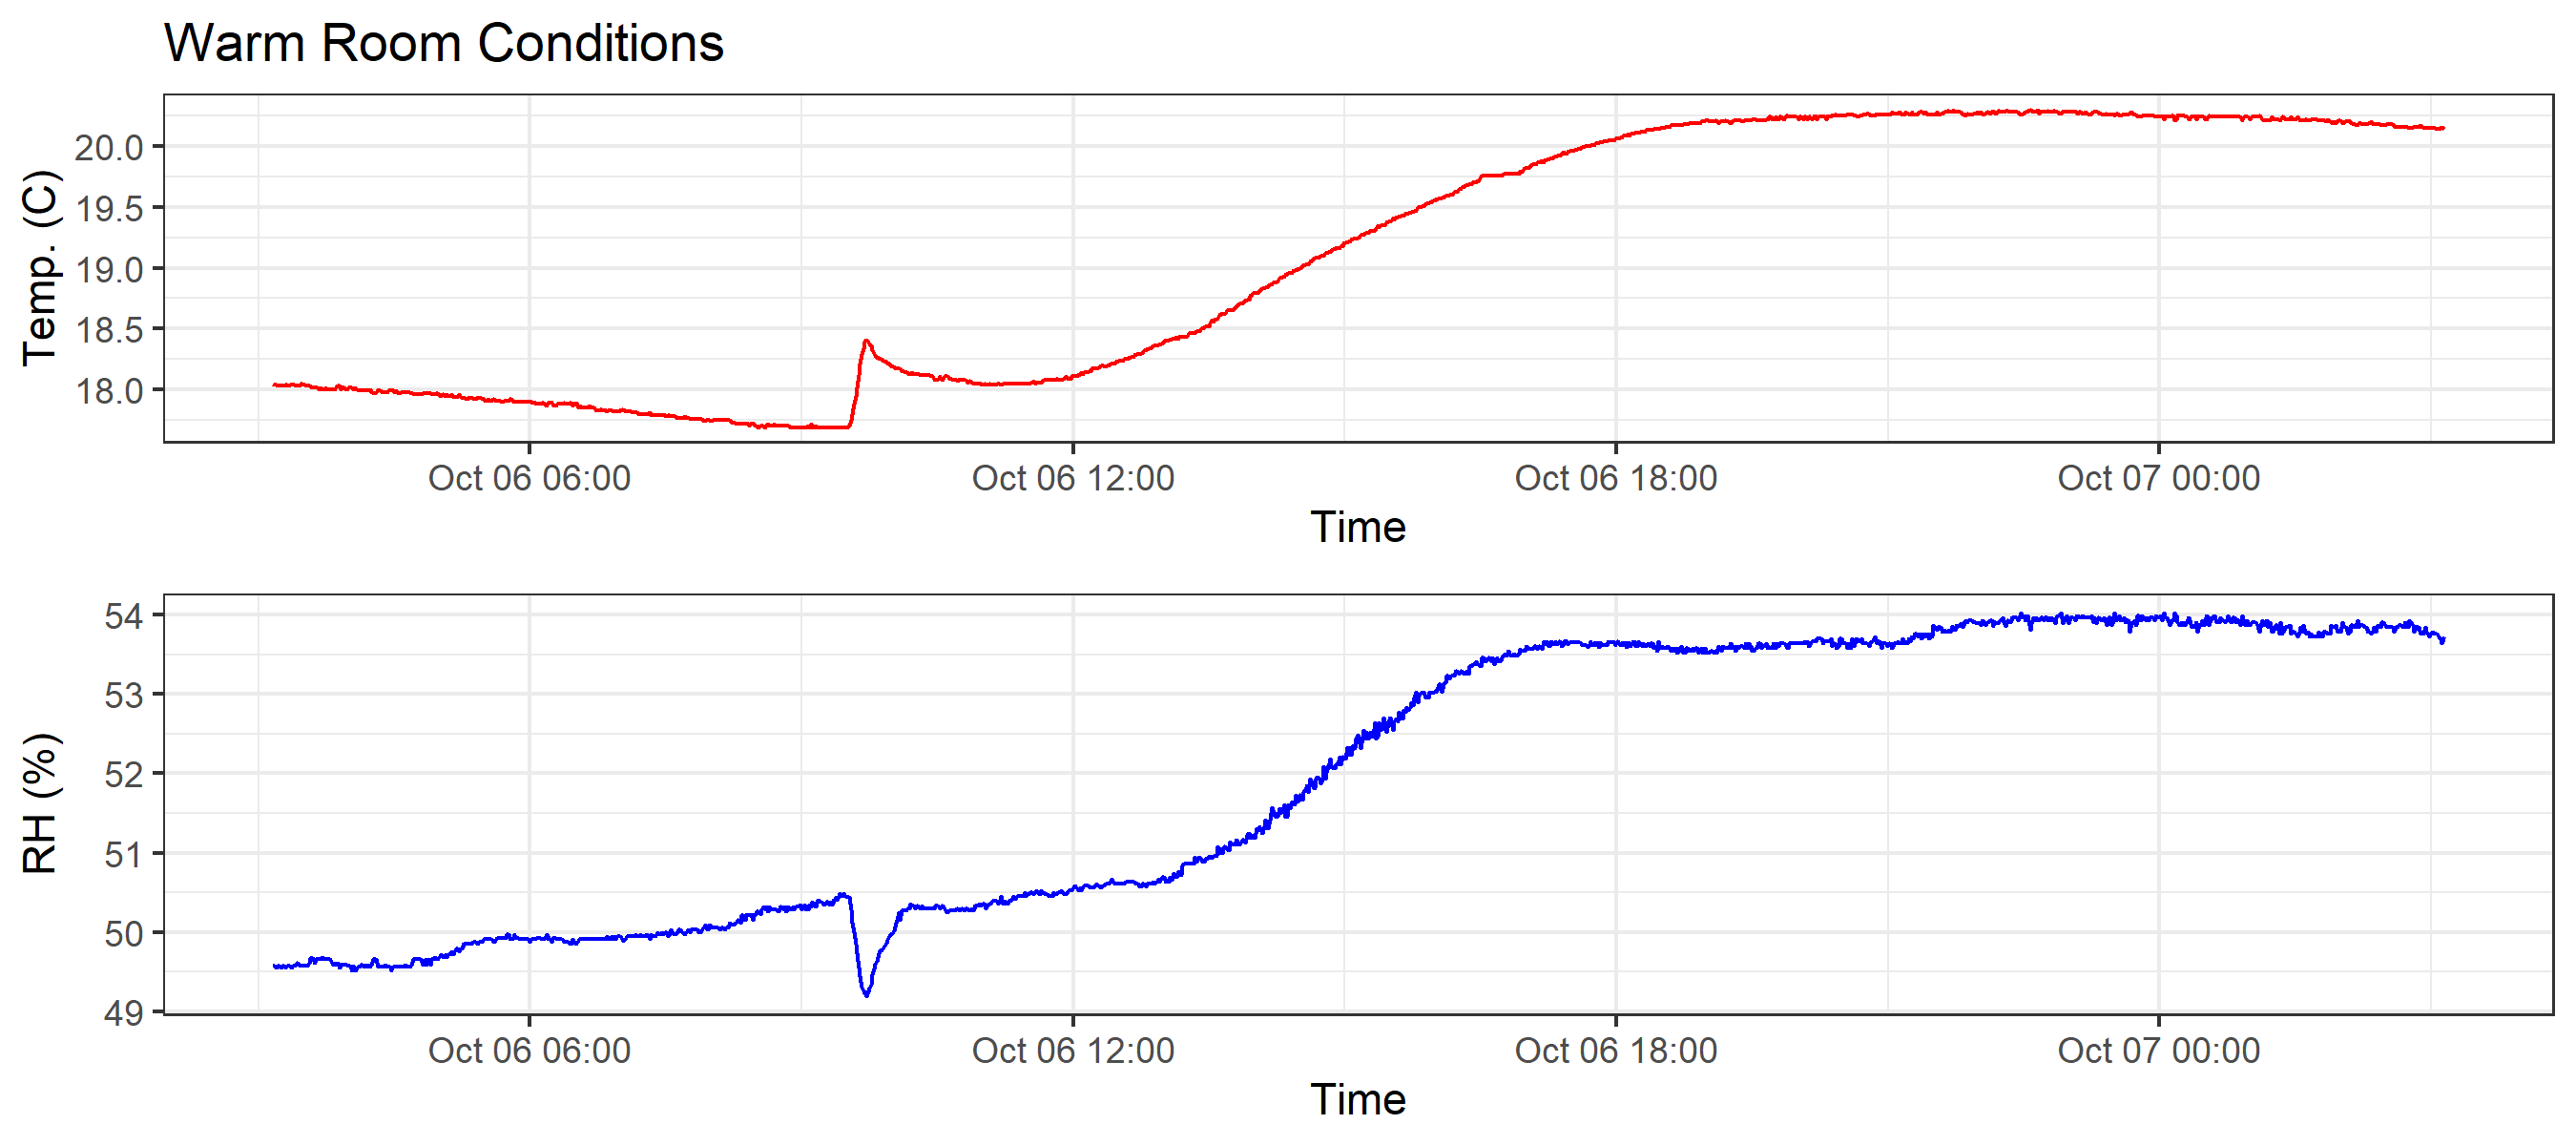 Warm Room Conditions
Temp. (C)
20.0
19.5
19.0
18.5
18.0
Oct 06 06:00 Oct 06 12:00 Oct 06 18:00 Oct 07 00:00
Time
RH (%)
54
53
52
51
50
49
Oct 06 06:00 Oct 06 12:00 Oct 06 18:00 Oct 07 00:00
Time